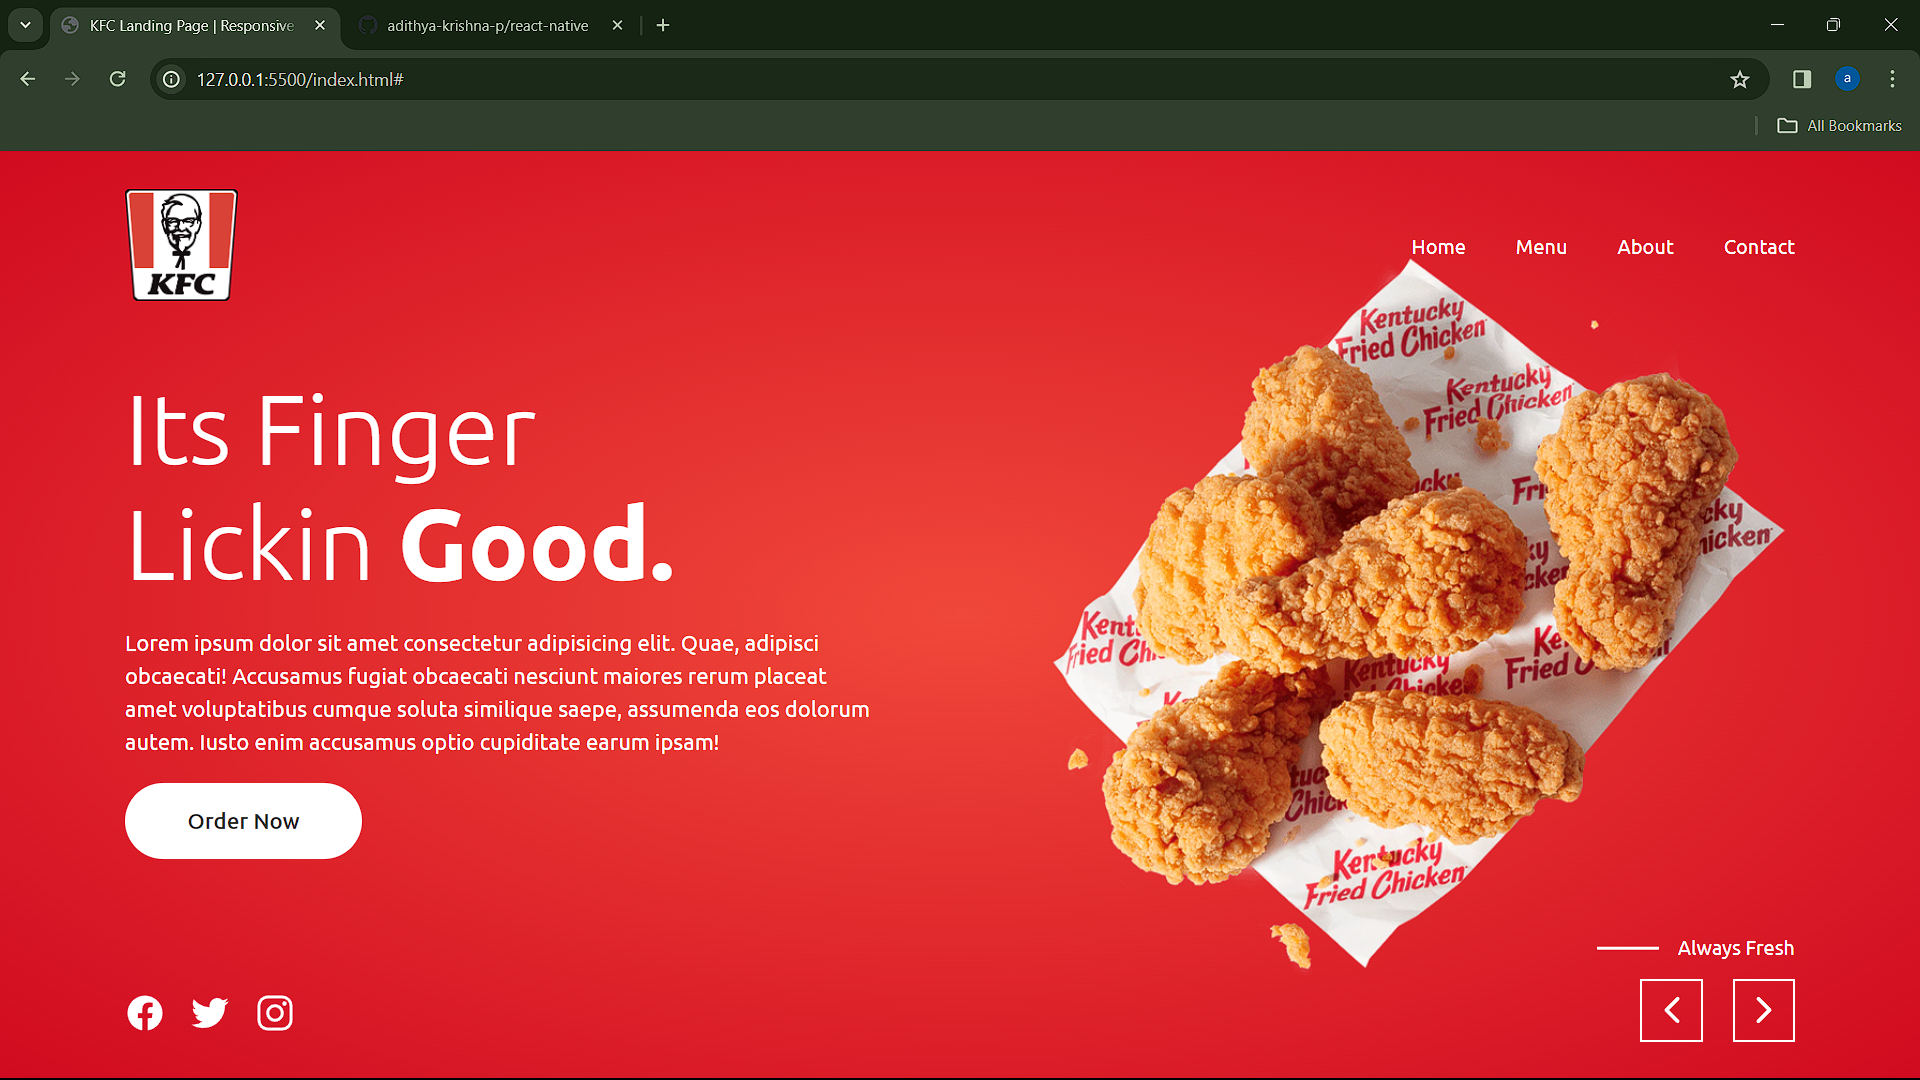 KFC Landing Page | Responsive
adithya-krishna-p/react-native
127.0.0.1:5500/index.html#
a
All Bookmarks
KFC
Home
Menu
About
Contact
Its Finger
Lickin Good.
Lorem ipsum dolor sit amet consectetur adipisicing elit. Quae, adipisci
obcaecati! Accusamus fugiat obcaecati nesciunt maiores rerum placeat
amet voluptatibus cumque soluta similique saepe, assumenda eos dolorum
autem. Iusto enim accusamus optio cupiditate earum ipsam!
Order Now
Kentucky
Fried Chicken
Kentucky
Fried Chicken
Kentucky
Fried Chicken
Always Fresh